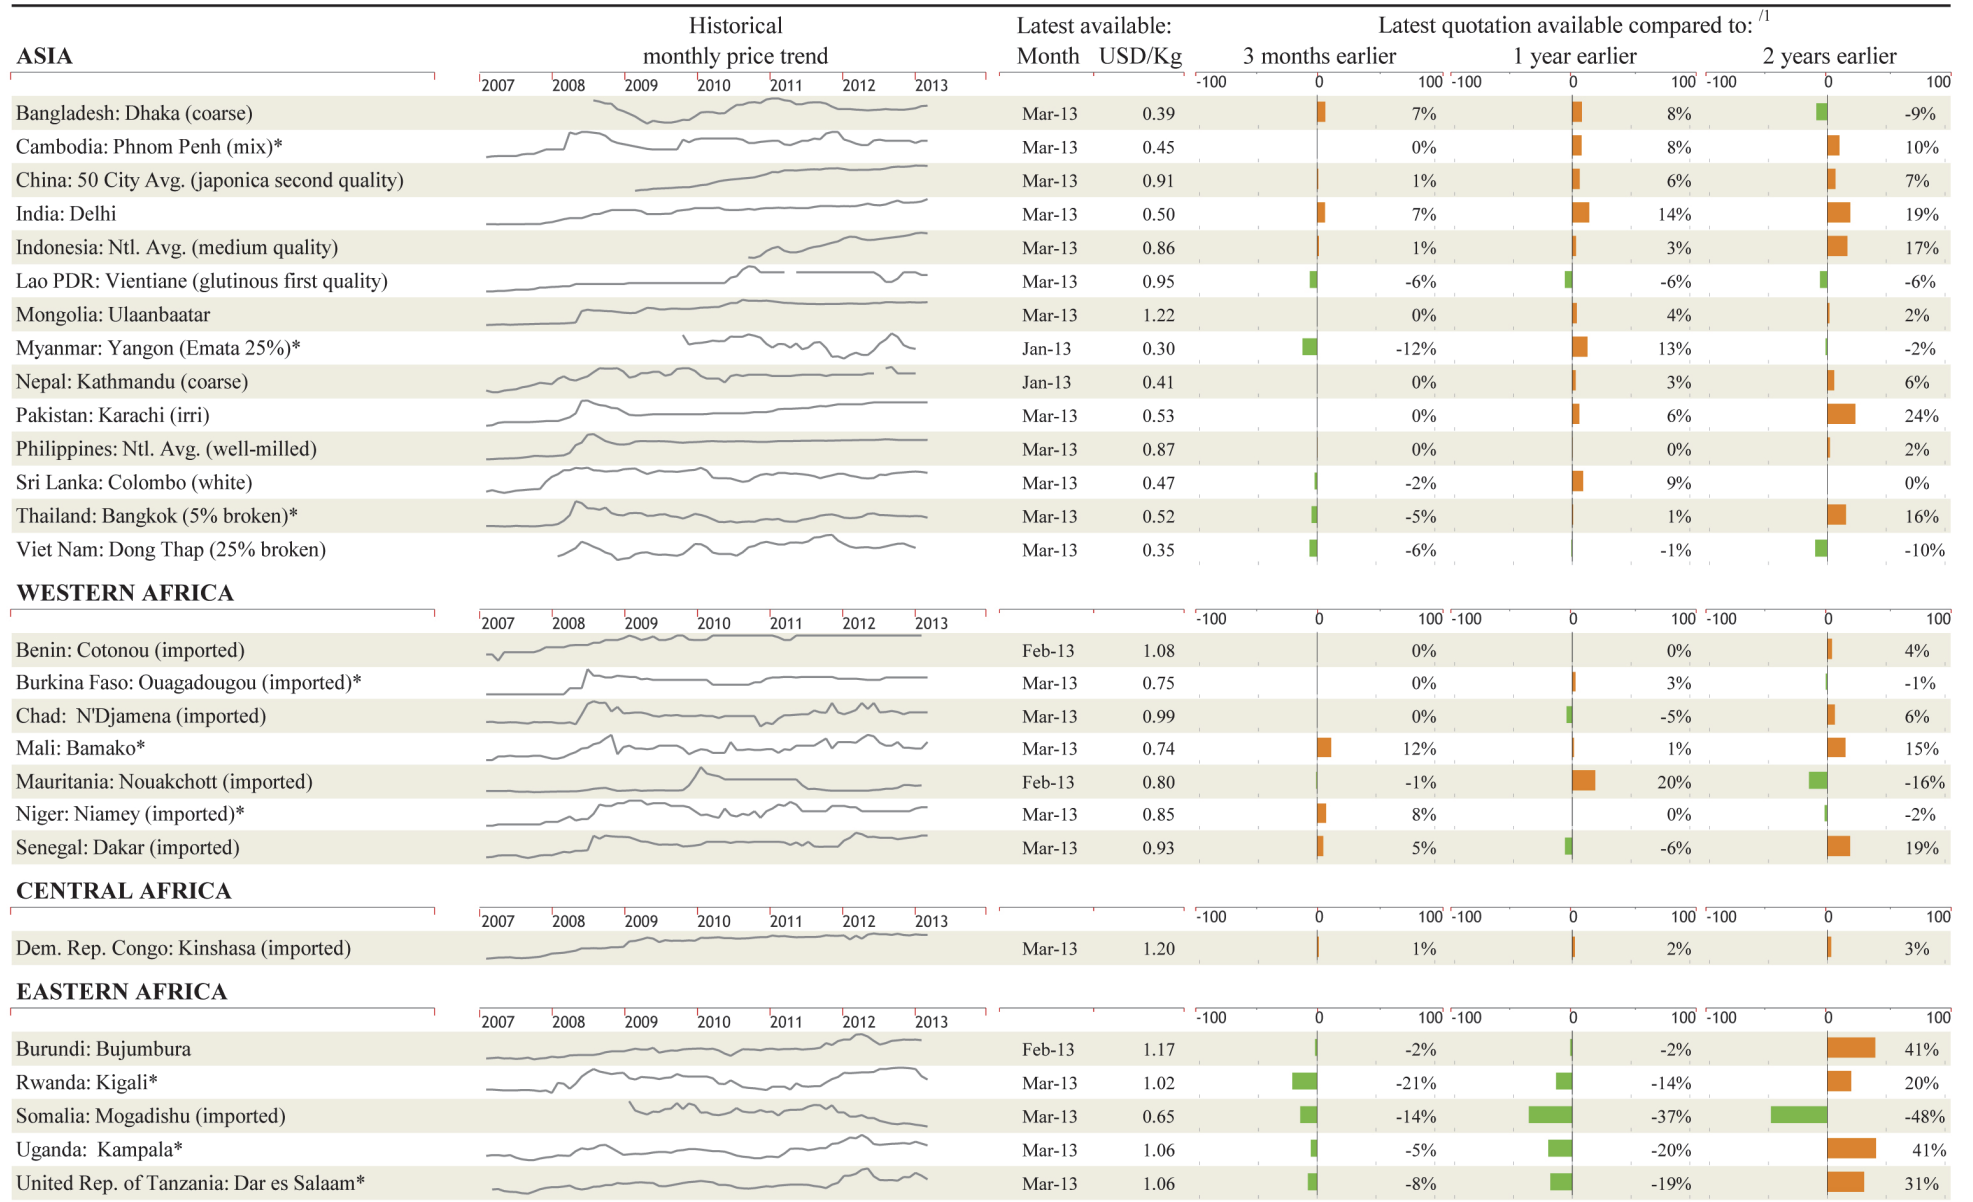 Historical Latest available: Latest quotation available compared to: /1
ASIA monthly price trend Month USD/Kg 3 months earlier 1 year earlier 2 years earlier
2007 2008 2009 2010 2011 2012 2013 -100 0 100 -100 0 100 -100 0 100
Bangladesh: Dhaka (coarse) Mar-13 0.39 7% 8% -9%
Cambodia: Phnom Penh (mix)* Mar-13 0.45 0% 8% 10%
China: 50 City Avg. (japonica second quality) Mar-13 0.91 1% 6% 7%
India: Delhi Mar-13 0.50 7% 14% 19%
Indonesia: Ntl. Avg. (medium quality) Mar-13 0.86 1% 3% 17%
Lao PDR: Vientiane (glutinous first quality) Mar-13 0.95 -6% -6% -6%
Mongolia: Ulaanbaatar Mar-13 1.22 0% 4% 2%
Myanmar: Yangon (Emata 25%)* Jan-13 0.30 -12% 13% -2%
Nepal: Kathmandu (coarse) Jan-13 0.41 0% 3% 6%
Pakistan: Karachi (irri) Mar-13 0.53 0% 6% 24%
Philippines: Ntl. Avg. (well-milled) Mar-13 0.87 0% 0% 2%
Sri Lanka: Colombo (white) Mar-13 0.47 -2% 9% 0%
Thailand: Bangkok (5% broken)* Mar-13 0.52 -5% 1% 16%
Viet Nam: Dong Thap (25% broken) Mar-13 0.35 -6% -1% -10%
WESTERN AFRICA
2007 2008 2009 2010 2011 2012 2013 -100 0 100 -100 0 100 -100 0 100
Benin: Cotonou (imported) Feb-13 1.08 0% 0% 4%
Burkina Faso: Ouagadougou (imported)* Mar-13 0.75 0% 3% -1%
Chad: N'Djamena (imported) Mar-13 0.99 0% -5% 6%
Mali: Bamako* Mar-13 0.74 12% 1% 15%
Mauritania: Nouakchott (imported) Feb-13 0.80 -1% 20% -16%
Niger: Niamey (imported)* Mar-13 0.85 8% 0% -2%
Senegal: Dakar (imported) Mar-13 0.93 5% -6% 19%
CENTRAL AFRICA
2007 2008 2009 2010 2011 2012 2013 -100 0 100 -100 0 100 -100 0 100
Dem. Rep. Congo: Kinshasa (imported) Mar-13 1.20 1% 2% 3%
EASTERN AFRICA
2007 2008 2009 2010 2011 2012 2013 -100 0 100 -100 0 100 -100 0 100
Burundi: Bujumbura Feb-13 1.17 -2% -2% 41%
Rwanda: Kigali* Mar-13 1.02 -21% -14% 20%
Somalia: Mogadishu (imported) Mar-13 0.65 -14% -37% -48%
Uganda: Kampala* Mar-13 1.06 -5% -20% 41%
United Rep. of Tanzania: Dar es Salaam* Mar-13 1.06 -8% -19% 31%